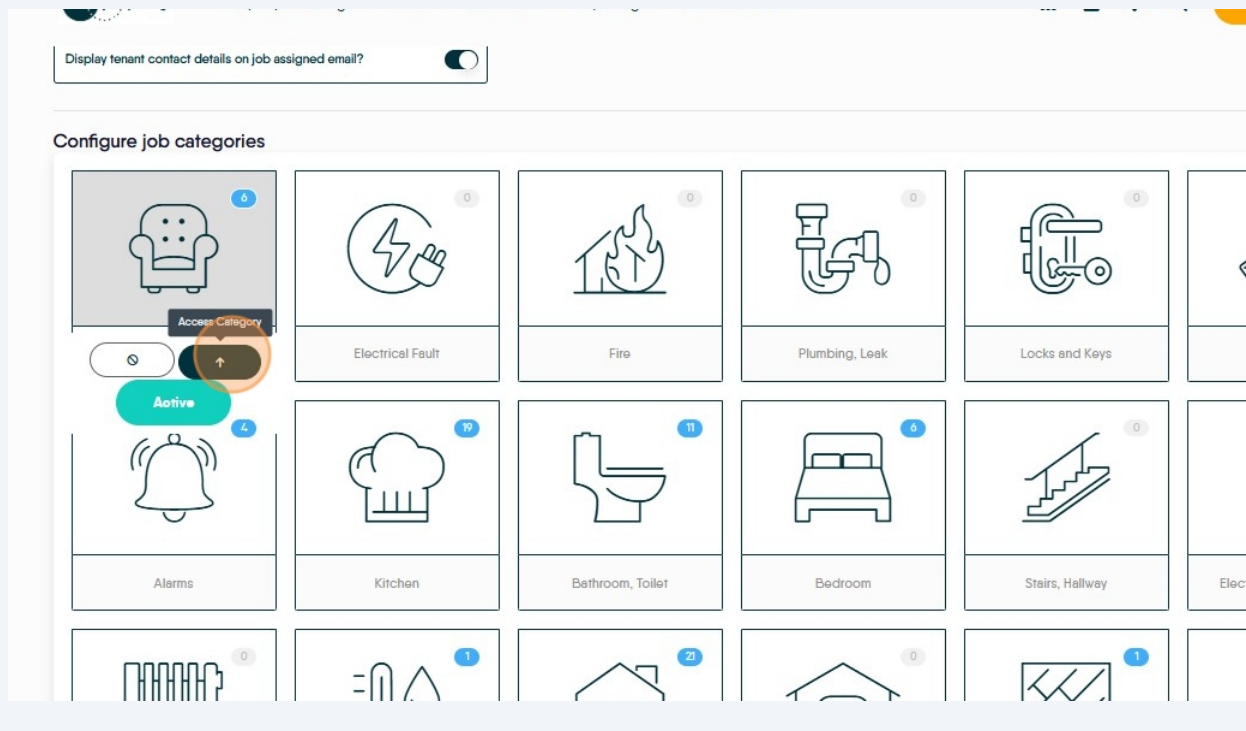 Display tenant contact details on job assigned email?
Configure job categories
6
0
0
0
0
Access Category
Electrical Fault
Fire
Plumbing, Leak
Locks and Keys
Active
4
19
11
6
0
Alarms
Kitchen
Bathroom, Toilet
Bedroom
Stairs, Hallway
Elec
0
1
21
0
1